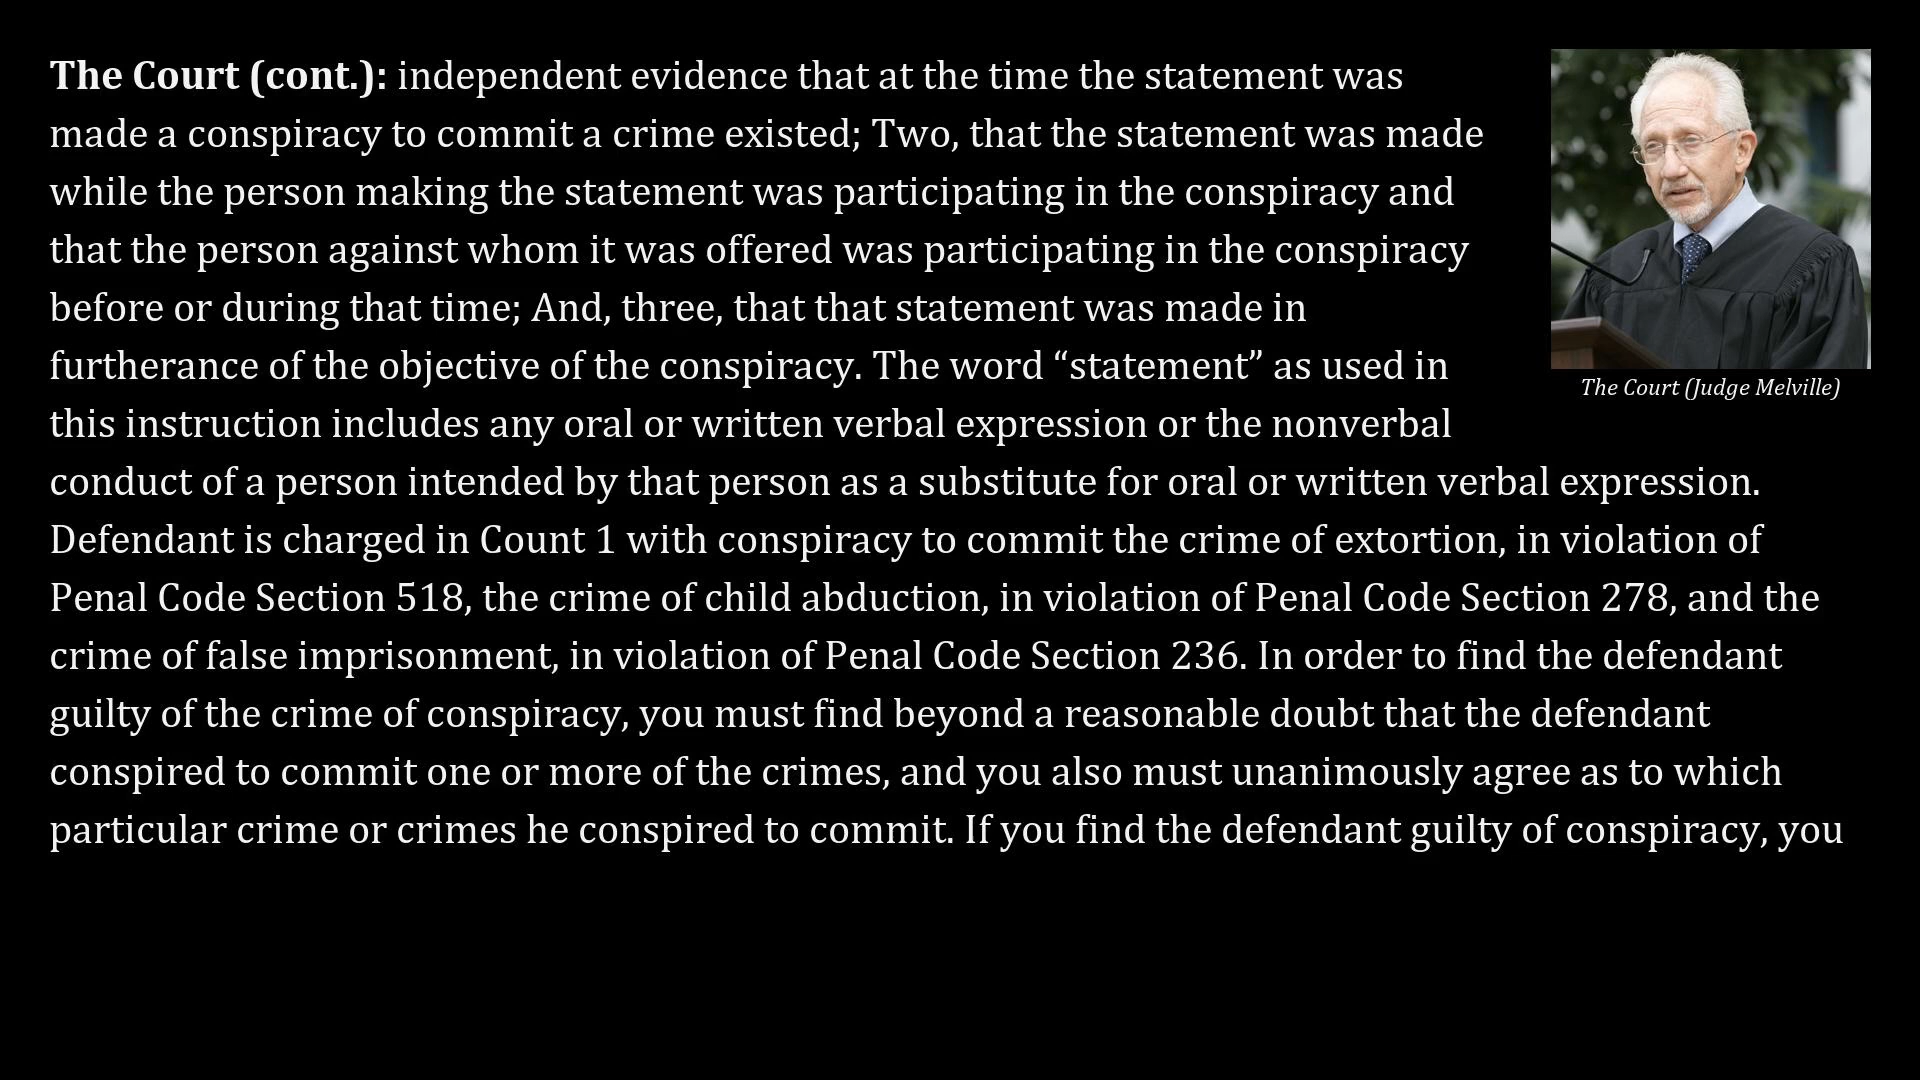 The Court (cont.): independent evidence that at the time the statement was
made a conspiracy to commit a crime existed; Two, that the statement was made
while the person making the statement was participating in the conspiracy and
that the person against whom it was offered was participating in the conspiracy
before or during that time; And, three, that that statement was made in
furtherance of the objective of the conspiracy. The word “statement” as used in
this instruction includes any oral or written verbal expression or the nonverbal
conduct of a person intended by that person as a substitute for oral or written verbal expression.
Defendant is charged in Count 1 with conspiracy to commit the crime of extortion, in violation of
Penal Code Section 518, the crime of child abduction, in violation of Penal Code Section 278, and the
crime of false imprisonment, in violation of Penal Code Section 236. In order to find the defendant
guilty of the crime of conspiracy, you must find beyond a reasonable doubt that the defendant
conspired to commit one or more of the crimes, and you also must unanimously agree as to which
particular crime or crimes he conspired to commit. If you find the defendant guilty of conspiracy, you
The Court (Judge Melville)